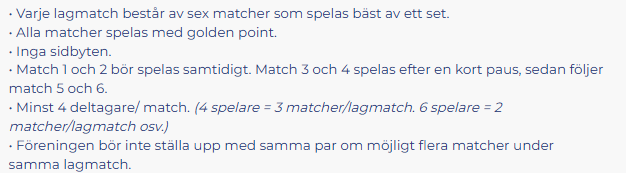 • Varje lagmatch består av sex matcher som spelas bäst av ett set.
• Alla matcher spelas med golden point.
• Inga sidbyten.
• Match 1 och 2 bör spelas samtidigt. Match 3 och 4 spelas efter en kort paus, sedan följer
match 5 och 6.
• Minst 4 deltagare/ match. (4 spelare = 3 matcher/lagmatch. 6 spelare = 2
matcher/lagmatch osv.)
• Föreningen bör inte ställa upp med samma par om möjligt flera matcher under
samma lagmatch.